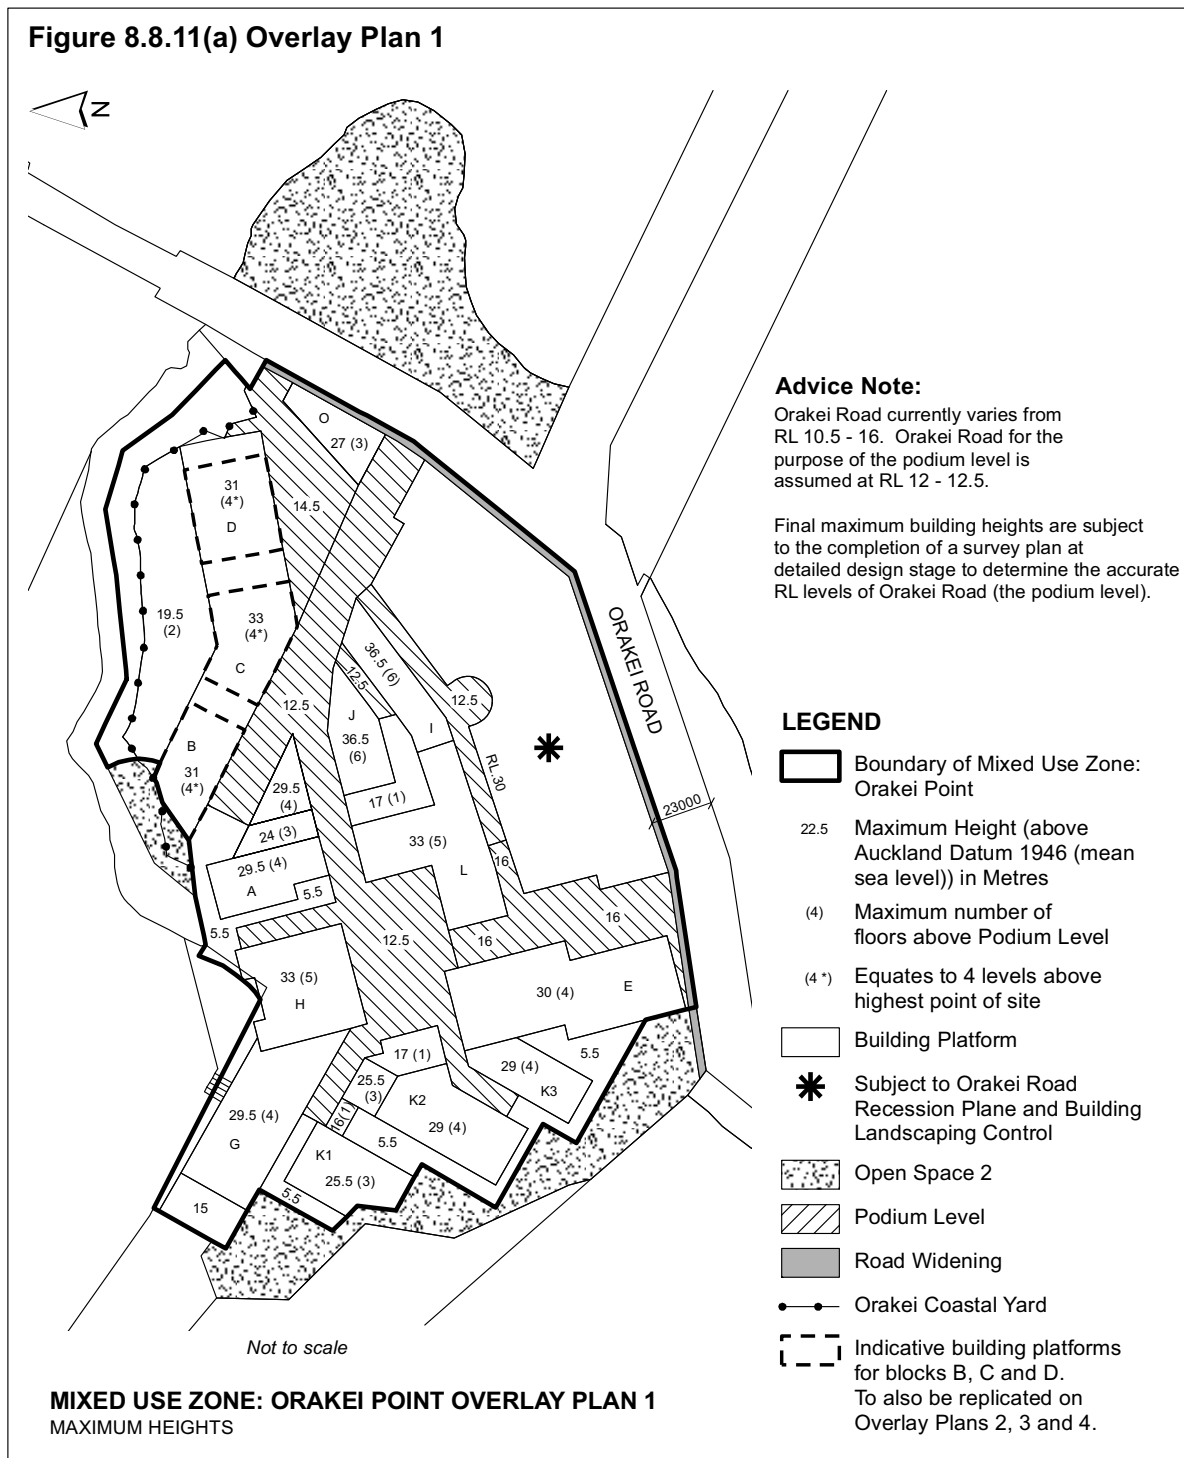 Figure 8.8.11(a) Overlay Plan 1
N
O
27 (3)
31
(4*)
D
14.5
19.5
(2)
33
(4*)
C
36.5 (6)
12.5
12.5
12.5
J
36.5
(6)
I
B
31
(4*)
RL.30
29.5
(4)
17 (1)
24 (3)
33 (5)
L
16
29.5 (4)
A
5.5
5.5
12.5
16
16
33 (5)
H
30 (4)
E
17 (1)
5.5
29 (4)
K3
25.5
(3)
K2
29 (4)
16(1)
5.5
29.5 (4)
G
K1
25.5 (3)
5.5
15
ORAKEI ROAD
23000
Advice Note:
Orakei Road currently varies from
RL 10.5 - 16. Orakei Road for the
purpose of the podium level is
assumed at RL 12 - 12.5.
Final maximum building heights are subject
to the completion of a survey plan at
detailed design stage to determine the accurate
RL levels of Orakei Road (the podium level).
LEGEND
Boundary of Mixed Use Zone:
Orakei Point
22.5 Maximum Height (above
Auckland Datum 1946 (mean
sea level)) in Metres
(4) Maximum number of
floors above Podium Level
(4 *) Equates to 4 levels above
highest point of site
Building Platform
Subject to Orakei Road
Recession Plane and Building
Landscaping Control
Open Space 2
Podium Level
Road Widening
Orakei Coastal Yard
Indicative building platforms
for blocks B, C and D.
To also be replicated on
Overlay Plans 2, 3 and 4.
Not to scale
MIXED USE ZONE: ORAKEI POINT OVERLAY PLAN 1
MAXIMUM HEIGHTS